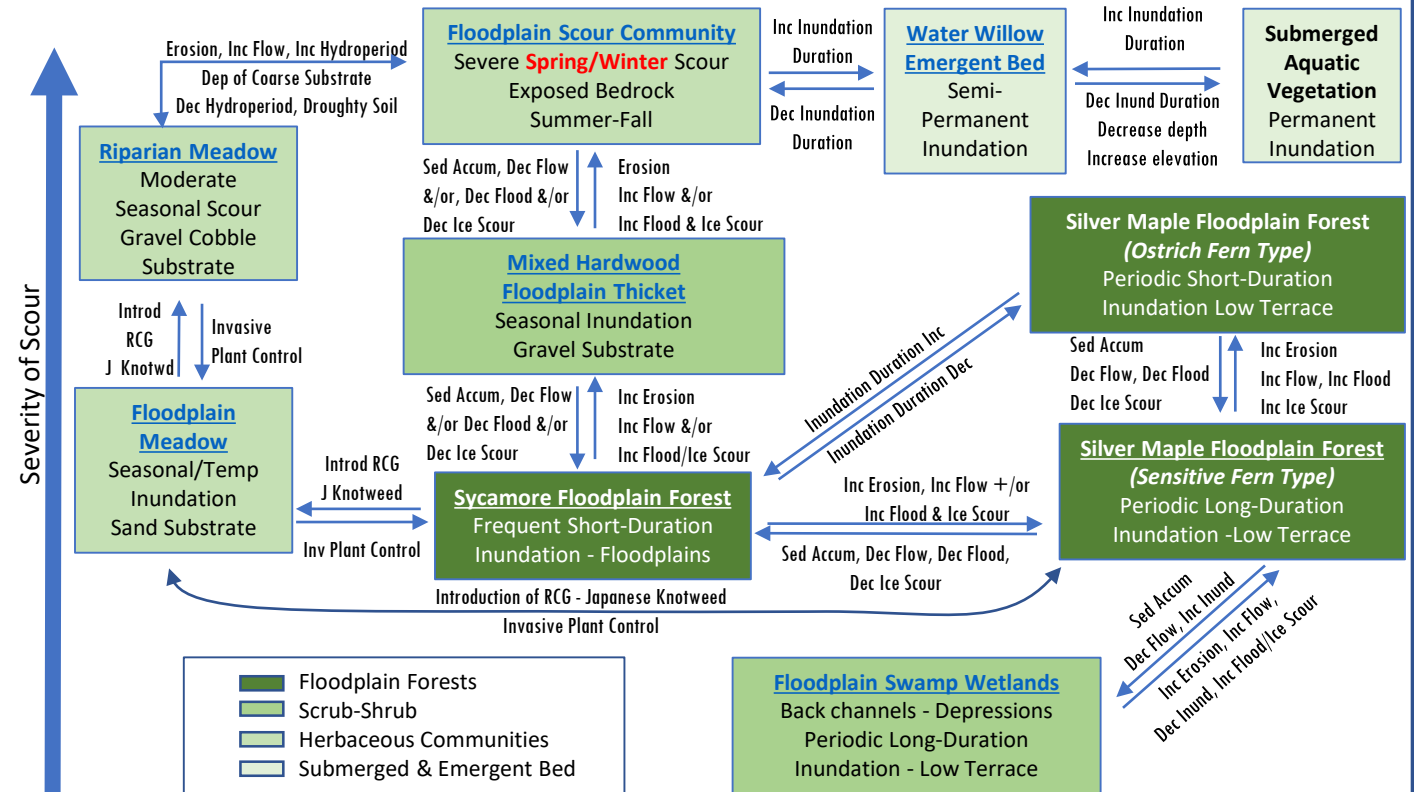 Severity of Scour
Erosion, Inc Flow, Inc Hydroperiod
Dep of Coarse Substrate
Dec Hydroperiod, Droughty Soil
Floodplain Scour Community
Severe Spring/Winter Scour
Exposed Bedrock
Summer-Fall
Inc Inundation
Duration
Dec Inundation
Duration
Water Willow
Emergent Bed
Semi-
Permanent
Inundation
Inc Inundation
Duration
Dec Inund Duration
Decrease depth
Increase elevation
Submerged
Aquatic
Vegetation
Permanent
Inundation
Riparian Meadow
Moderate
Seasonal Scour
Gravel Cobble
Substrate
Sed Accum, Dec Flow
&/or, Dec Flood &/or
Dec Ice Scour
Erosion
Inc Flow &/or
Inc Flood & Ice Scour
Mixed Hardwood
Floodplain Thicket
Seasonal Inundation
Gravel Substrate
Silver Maple Floodplain Forest
(Ostrich Fern Type)
Periodic Short-Duration
Inundation Low Terrace
Introd
RCG
J Knotwd
Invasive
Plant Control
Inundation Duration Inc
Inundation Duration Dec
Sed Accum
Dec Flow, Dec Flood
Dec Ice Scour
Inc Erosion
Inc Flow, Inc Flood
Inc Ice Scour
Floodplain
Meadow
Seasonal/Temp
Inundation
Sand Substrate
Sed Accum, Dec Flow
&/or Dec Flood &/or
Dec Ice Scour
Inc Erosion
Inc Flow &/or
Inc Flood/Ice Scour
Introd RCG
J Knotweed
Inv Plant Control
Sycamore Floodplain Forest
Frequent Short-Duration
Inundation - Floodplains
Inc Erosion, Inc Flow +/or
Inc Flood & Ice Scour
Sed Accum, Dec Flow, Dec Flood,
Dec Ice Scour
Silver Maple Floodplain Forest
(Sensitive Fern Type)
Periodic Long-Duration
Inundation -Low Terrace
Introduction of RCG - Japanese Knotweed
Invasive Plant Control
Sed Accum
Dec Flow, Inc Inund
Inc Erosion, Inc Flow,
Dec Inund, Inc Flood/Ice Scour
Floodplain Forests
Scrub-Shrub
Herbaceous Communities
Submerged & Emergent Bed
Floodplain Swamp Wetlands
Back channels - Depressions
Periodic Long-Duration
Inundation - Low Terrace